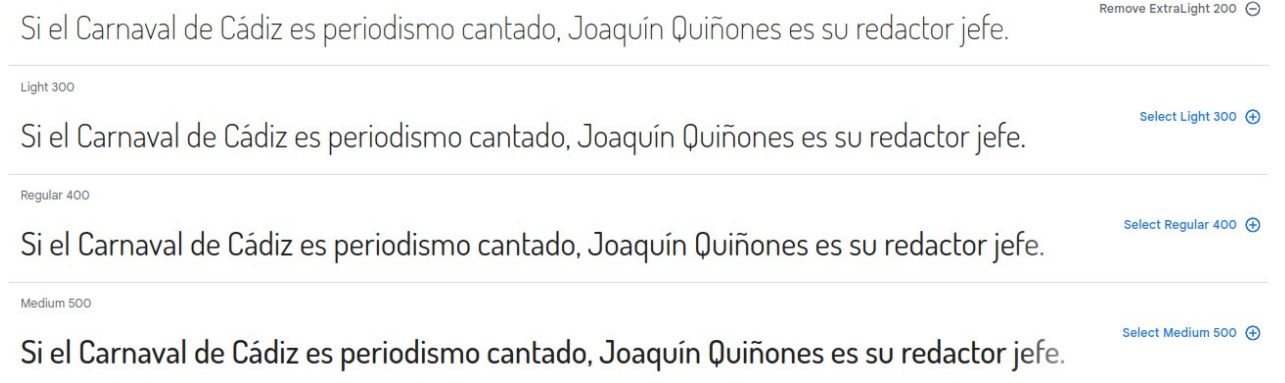 Remove ExtraLight 200
Si el Carnaval de Cádiz es periodismo cantado, Joaquín Quiñones es su redactor jefe.
Light 300
Select Light 300
Si el Carnaval de Cádiz es periodismo cantado, Joaquín Quiñones es su redactor jefe.
Regular 400
Select Regular 400
Si el Carnaval de Cádiz es periodismo cantado, Joaquín Quiñones es su redactor jefe.
Medium 500
Select Medium 500
Si el Carnaval de Cádiz es periodismo cantado, Joaquín Quiñones es su redactor jefe.